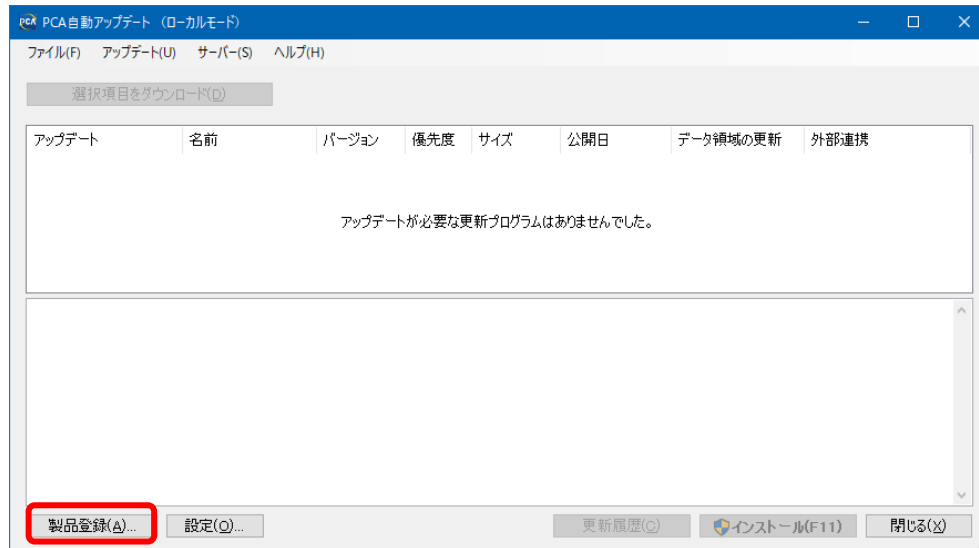 PCA PCA自動アップデート （ローカルモード）
ファイル(F) アップデート(U) サーバー(S) ヘルプ(H)
選択項目をダウンロード(D)
アップデート 名前 バージョン 優先度 サイズ 公開日 データ領域の更新 外部連携
アップデートが必要な更新プログラムはありませんでした。
製品登録(A)... 設定(O)... 更新履歴(C) インストール(F11) 閉じる(X)